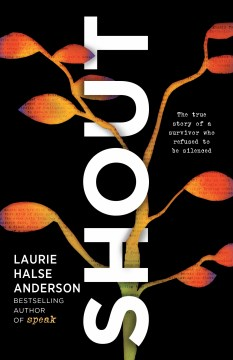 SHOUT
The true
story of a
survivor who
refused to
be silenced
LAURIE
HALSE
ANDERSON
BESTSELLING
AUTHOR
OF speak